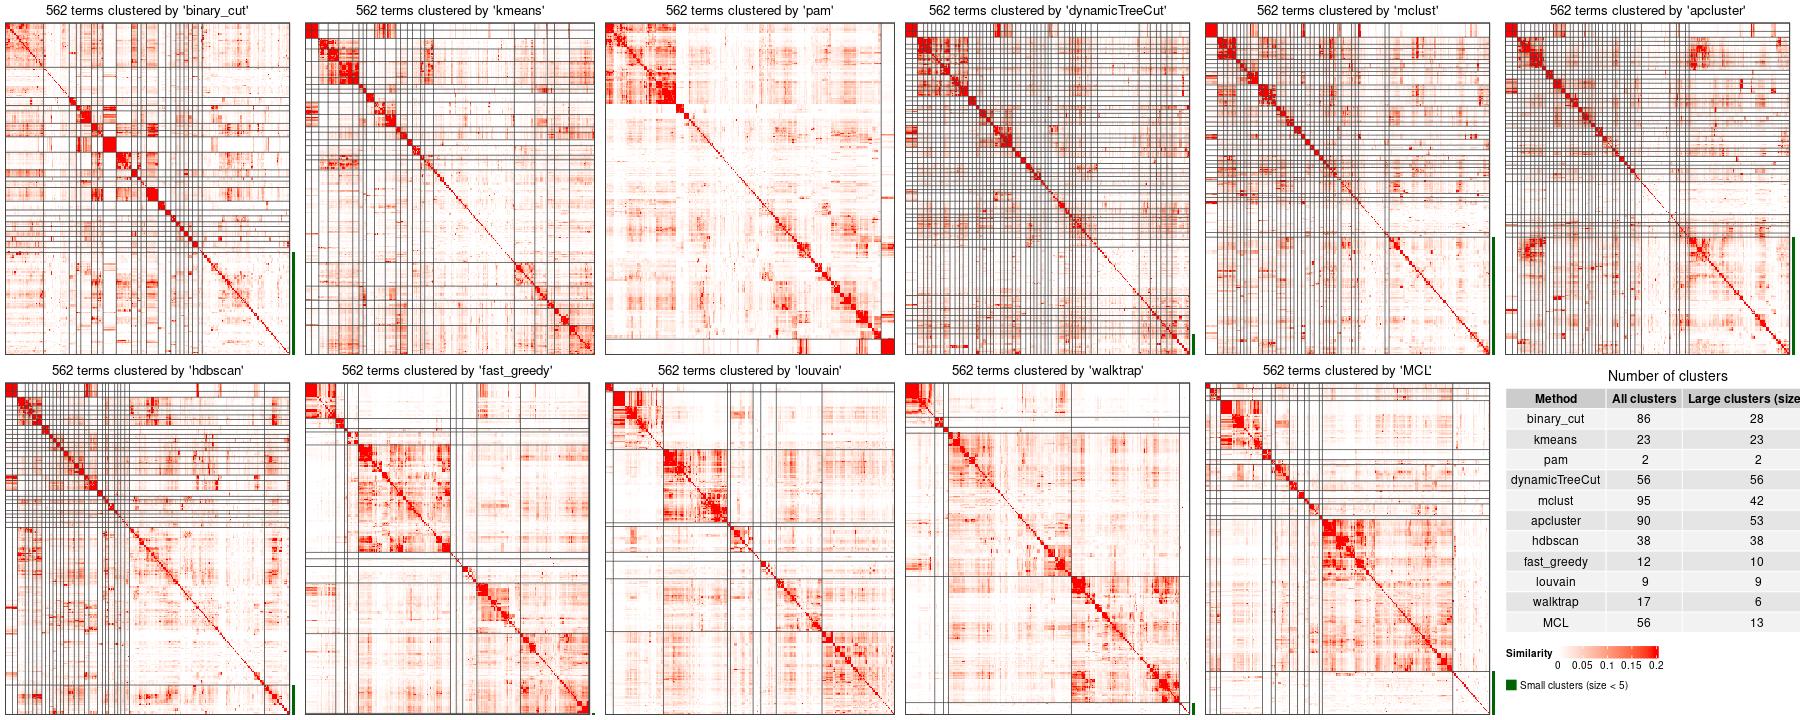 562 terms clustered by 'binary_cut'
562 terms clustered by 'kmeans'
562 terms clustered by 'pam'
562 terms clustered by 'dynamicTreeCut'
562 terms clustered by 'mclust'
562 terms clustered by 'apcluster'
562 terms clustered by 'hdbscan'
562 terms clustered by 'fast_greedy'
562 terms clustered by 'louvain'
562 terms clustered by 'walktrap'
562 terms clustered by 'MCL'
Number of clusters
Method All clusters Large clusters (size
binary_cut 86 28
kmeans 23 23
pam 2 2
dynamicTreeCut 56 56
mclust 95 42
apcluster 90 53
hdbscan 38 38
fast_greedy 12 10
louvain 9 9
walktrap 17 6
MCL 56 13
Similarity
0 0.05 0.1 0.15 0.2
Small clusters (size < 5)